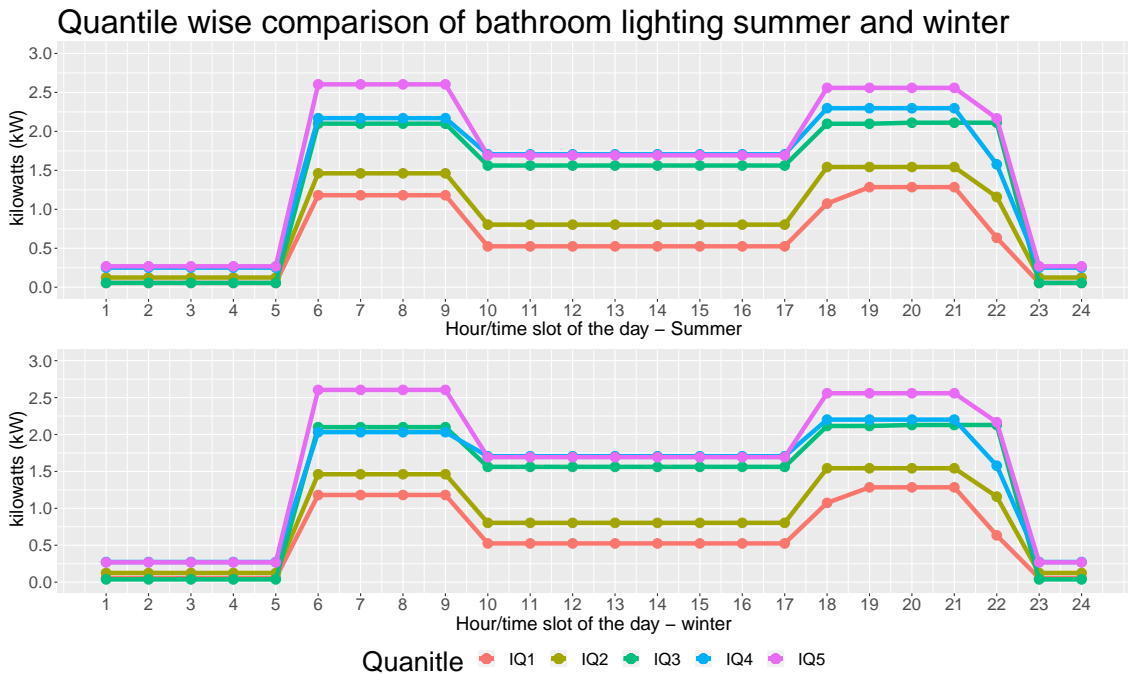 Quantile wise comparison of bathroom lighting summer and winter
kilowatts (kW)
3.0
2.5
2.0
1.5
1.0
0.5
0.0
1 2 3 4 5 6 7 8 9 10 11 12 13 14 15 16 17 18 19 20 21 22 23 24
Hour/time slot of the day – Summer
kilowatts (kW)
3.0
2.5
2.0
1.5
1.0
0.5
0.0
1 2 3 4 5 6 7 8 9 10 11 12 13 14 15 16 17 18 19 20 21 22 23 24
Hour/time slot of the day – winter
Quanitle IQ1 IQ2 IQ3 IQ4 IQ5